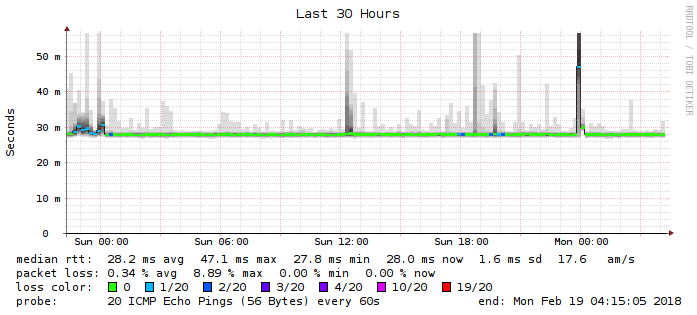 Last 30 Hours
RRDTOOL / TOBI OETIKER
Seconds
50 m
40 m
30 m
20 m
10 m
0
Sun 00:00 Sun 06:00 Sun 12:00 Sun 18:00 Mon 00:00
median rtt: 28.2 ms avg 47.1 ms max 27.8 ms min 28.0 ms now 1.6 ms sd 17.6 am/s
packet loss: 0.34 % avg 8.89 % max 0.00 % min 0.00 % now
loss color: 0 1/20 2/20 3/20 4/20 10/20 19/20
probe: 20 ICMP Echo Pings (56 Bytes) every 60s end: Mon Feb 19 04:15:05 2018